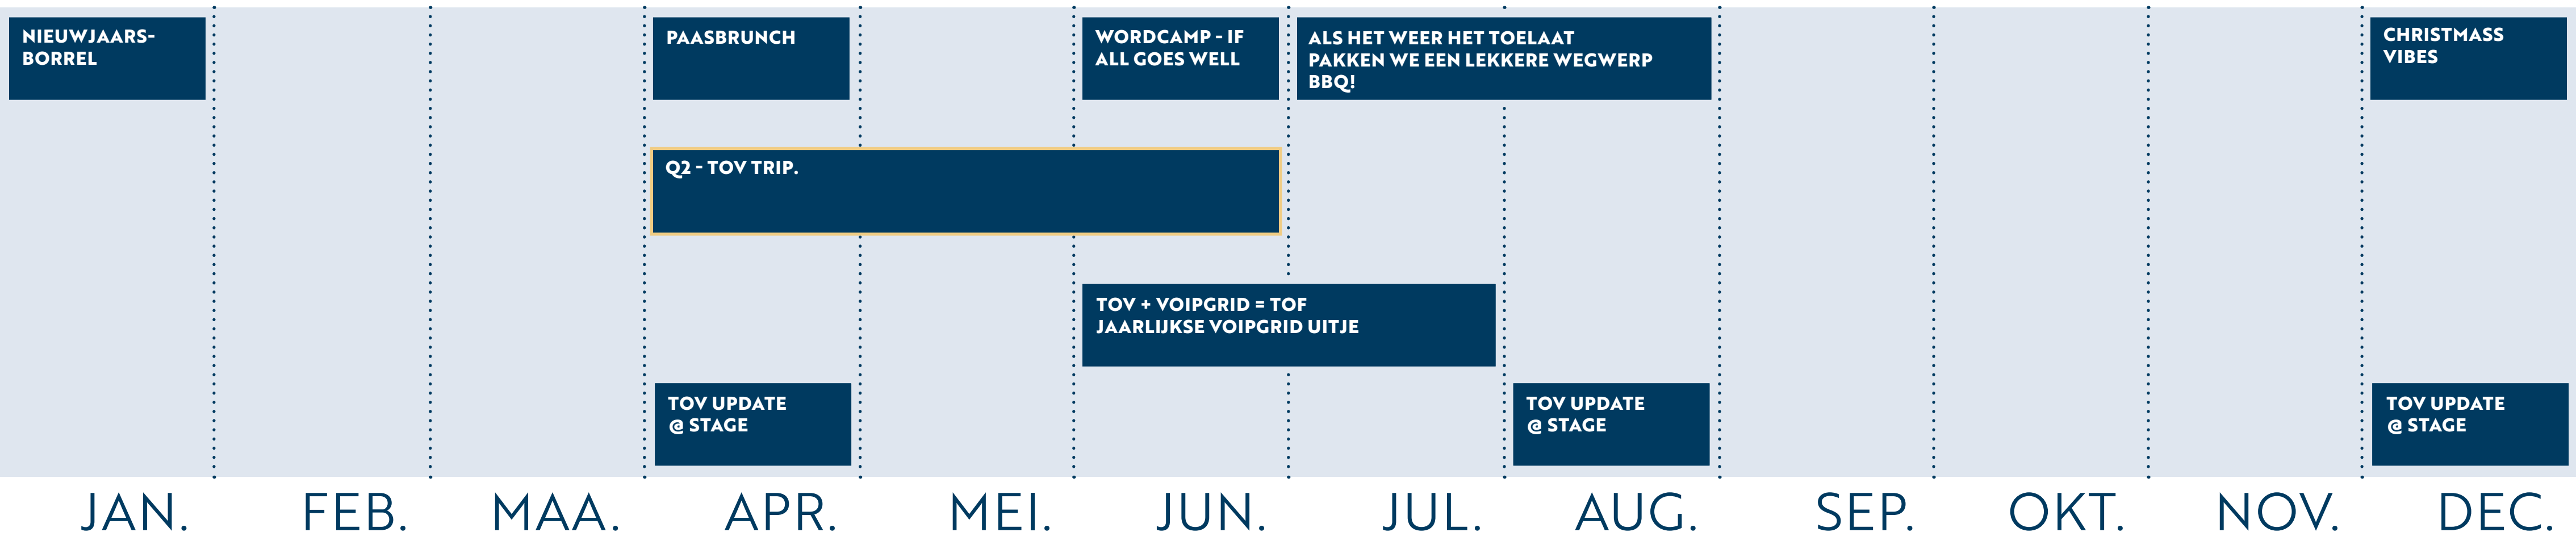 NIEUWJAARS-
BORREL
PAASBRUNCH
WORDCAMP - IF
ALL GOES WELL
ALS HET WEER HET TOELAAT
PAKKEN WE EEN LEKKERE WEGWERP
BBQ!
CHRISTMASS
VIBES
Q2 - TOV TRIP.
TOV + VOIPGRID = TOF
JAARLIJKSE VOIPGRID UITJE
TOV UPDATE
@ STAGE
TOV UPDATE
@ STAGE
TOV UPDATE
@ STAGE
JAN.
FEB.
MAA.
APR.
MEI.
JUN.
JUL.
AUG.
SEP.
OKT.
NOV.
DEC.